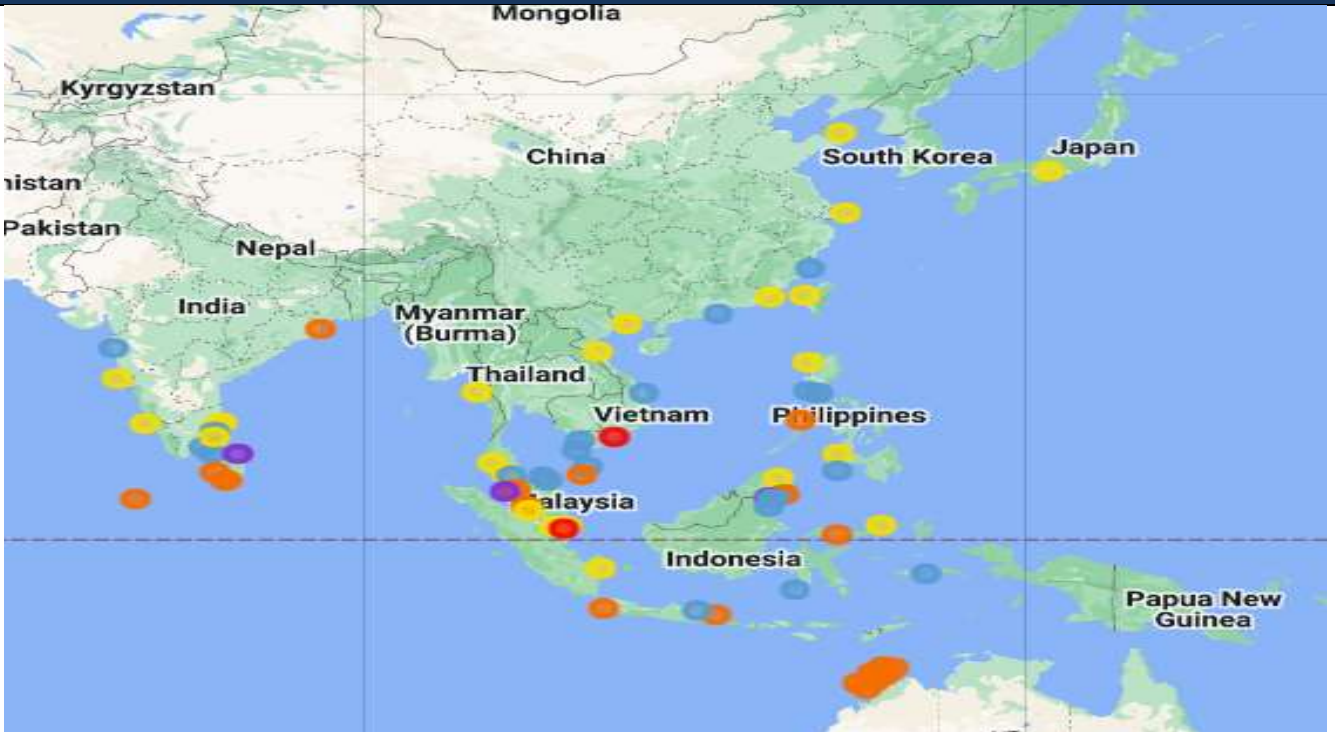 Mongolia
Kyrgyzstan
China
South Korea
Japan
nistan
Pakistan
Nepal
India
Myanmar
(Burma)
Thailand
Vietnam
Philippines
alaysia
Indonesia
Papua New
Guinea